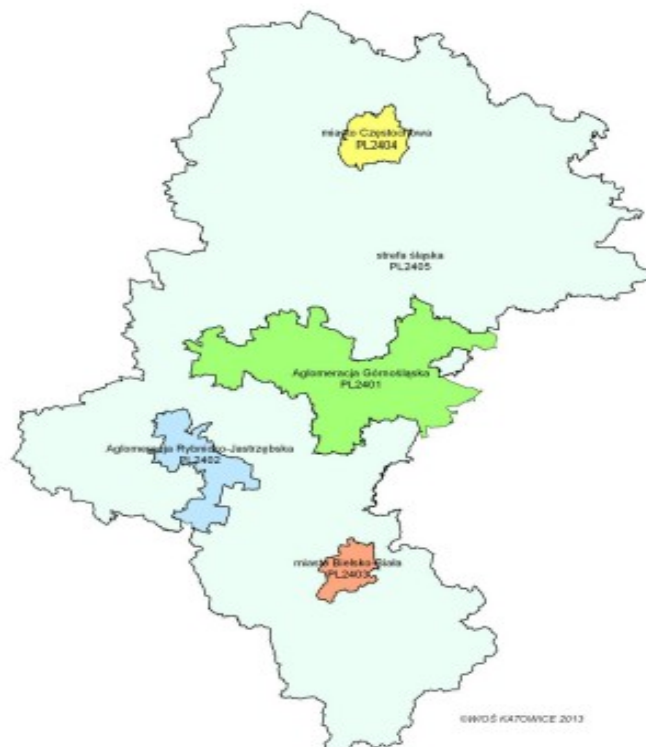 miasto Częstochowa
PL2404
strefa śląska
PL2405
Aglomeracja Górnośląska
PL2401
Aglomeracja Rybnicko-Jastrzębska
PL2402
miasto Bielsko-Biała
PL2403
©WIOŚ KATOWICE 2013